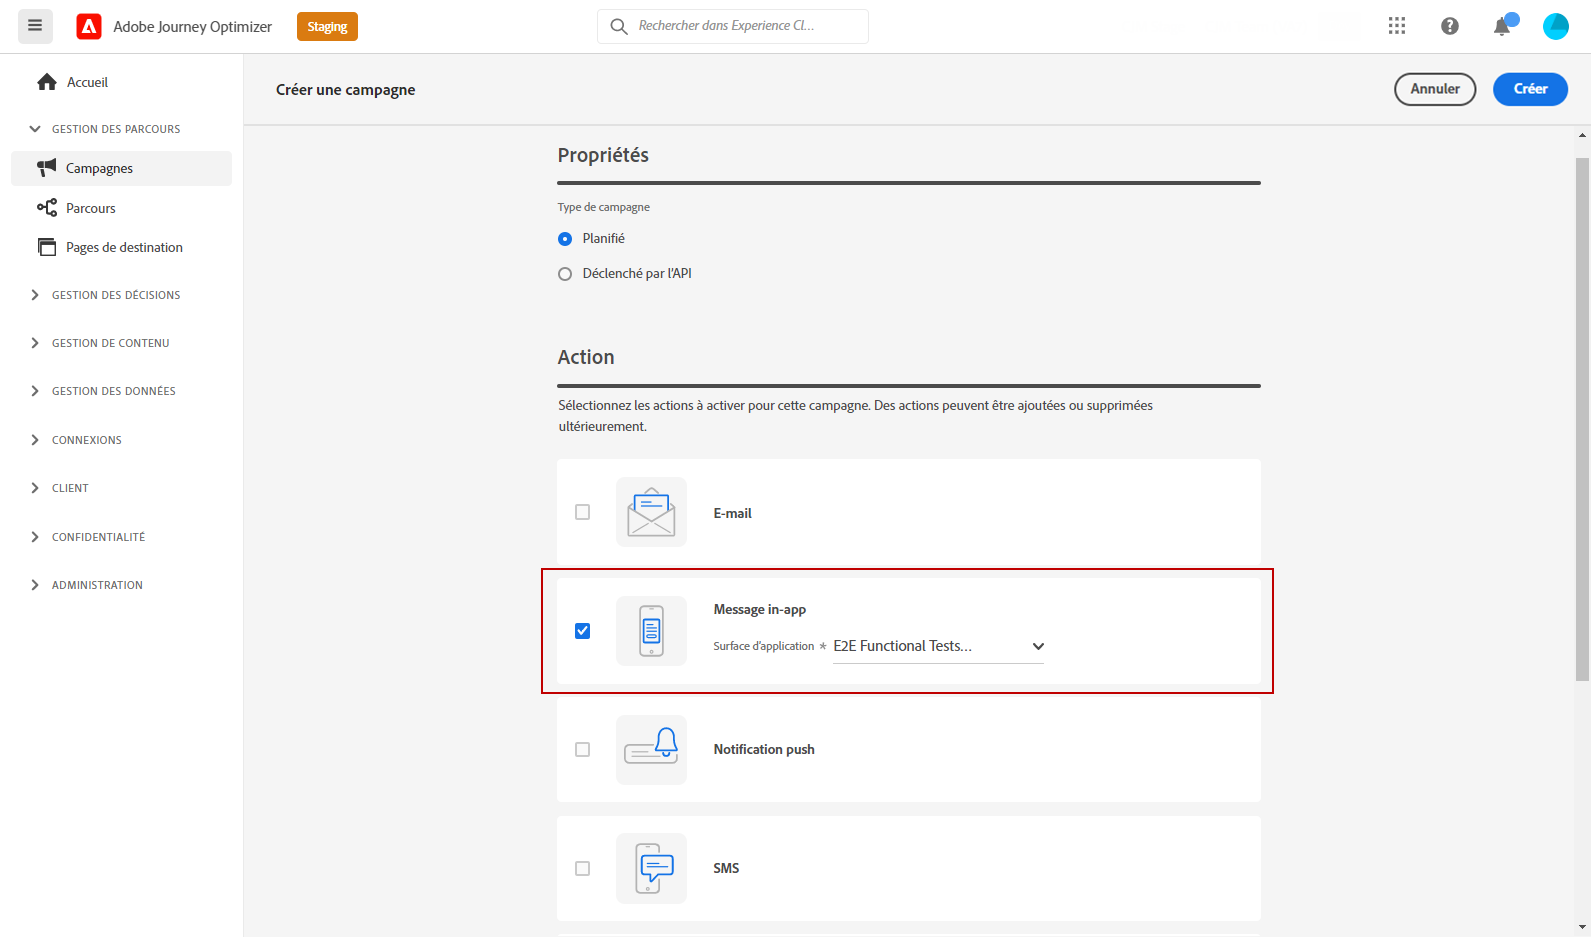 Adobe Journey Optimizer
Staging
Rechercher dans Experience Cl...
Accueil
GESTION DES PARCOURS
Campagnes
Parcours
Pages de destination
GESTION DES DÉCISIONS
GESTION DE CONTENU
GESTION DES DONNÉES
CONNEXIONS
CLIENT
CONFIDENTIALITÉ
ADMINISTRATION
Créer une campagne
Annuler
Créer
Propriétés
Type de campagne
Planifié
Déclenché par l'API
Action
Sélectionnez les actions à activer pour cette campagne. Des actions peuvent être ajoutées ou supprimées
ultérieurement.
E-mail
Message in-app
Surface d'application * E2E Functional Tests...
Notification push
SMS